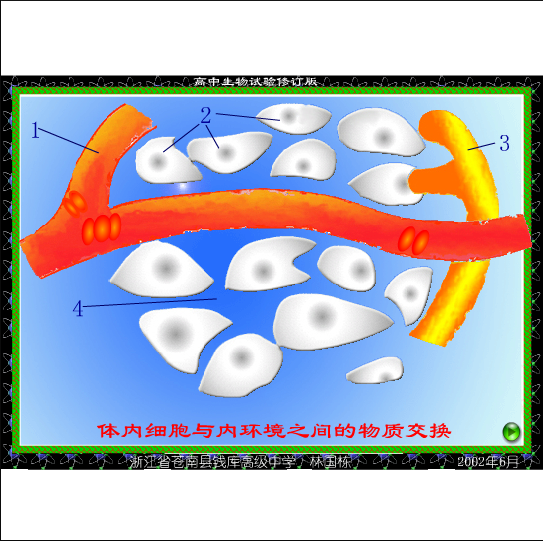 高中生物试验修订版
1
2
3
4
体内细胞与内环境之间的物质交换
浙江省苍南县钱库高级中学 林国栋
2002年6月